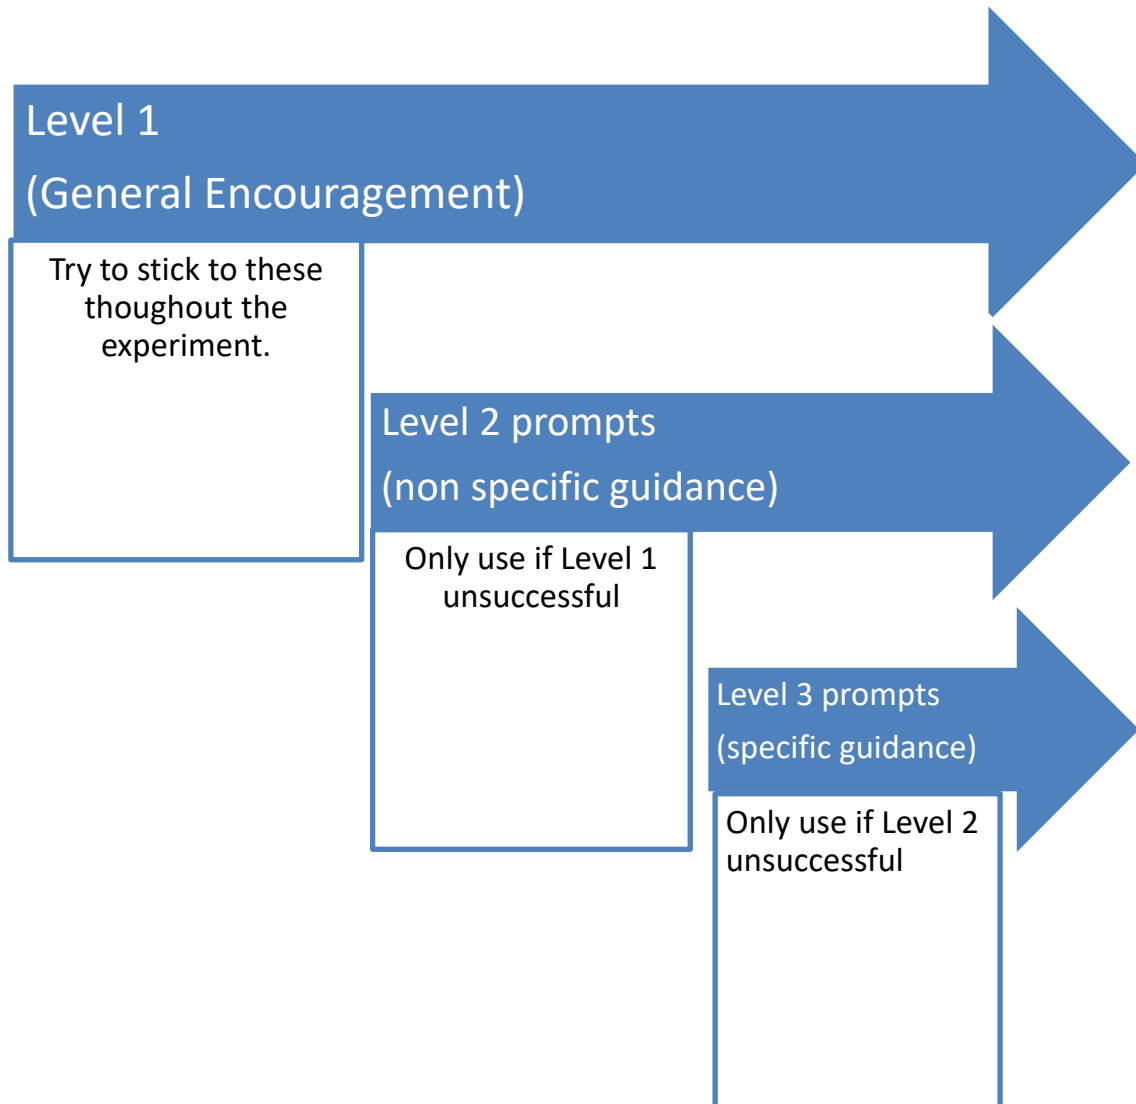 Level 1
(General Encouragement)
Try to stick to these
thoughout the
experiment.
Level 2 prompts
(non specific guidance)
Only use if Level 1
unsuccessful
Level 3 prompts
(specific guidance)
Only use if Level 2
unsuccessful